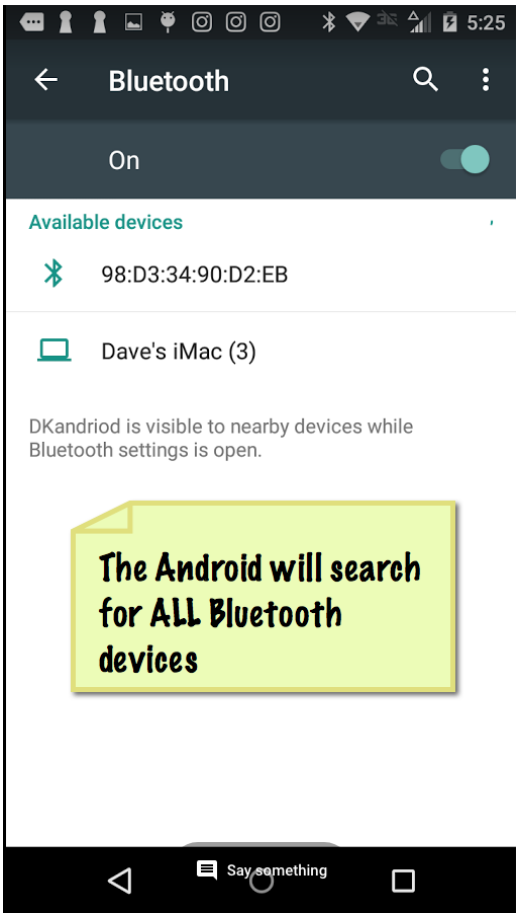 5:25
Bluetooth
On
Available devices
98:D3:34:90:D2:EB
Dave's iMac (3)
DKandriod is visible to nearby devices while
Bluetooth settings is open.
The Android will search
for ALL Bluetooth
devices
Say something